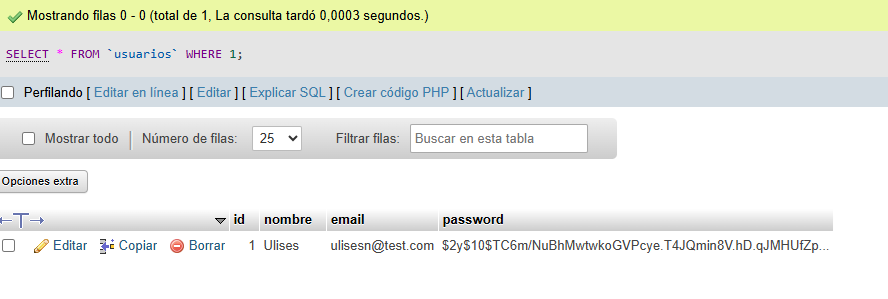 Mostrando filas 0 - 0 (total de 1, La consulta tardó 0,0003 segundos.)
SELECT * FROM `usuarios` WHERE 1;
Perfilando [ Editar en línea ] [ Editar ] [ Explicar SQL ] [ Crear código PHP ] [ Actualizar ]
Mostrar todo Número de filas: 25 Filtrar filas: Buscar en esta tabla
Opciones extra
←T→ id nombre email password
Editar Copiar Borrar 1 Ulises ulisesn@test.com $2y$10$TC6m/NuBhMwtwkoGVPcye.T4JQmin8V.hD.qJMHUfZp...